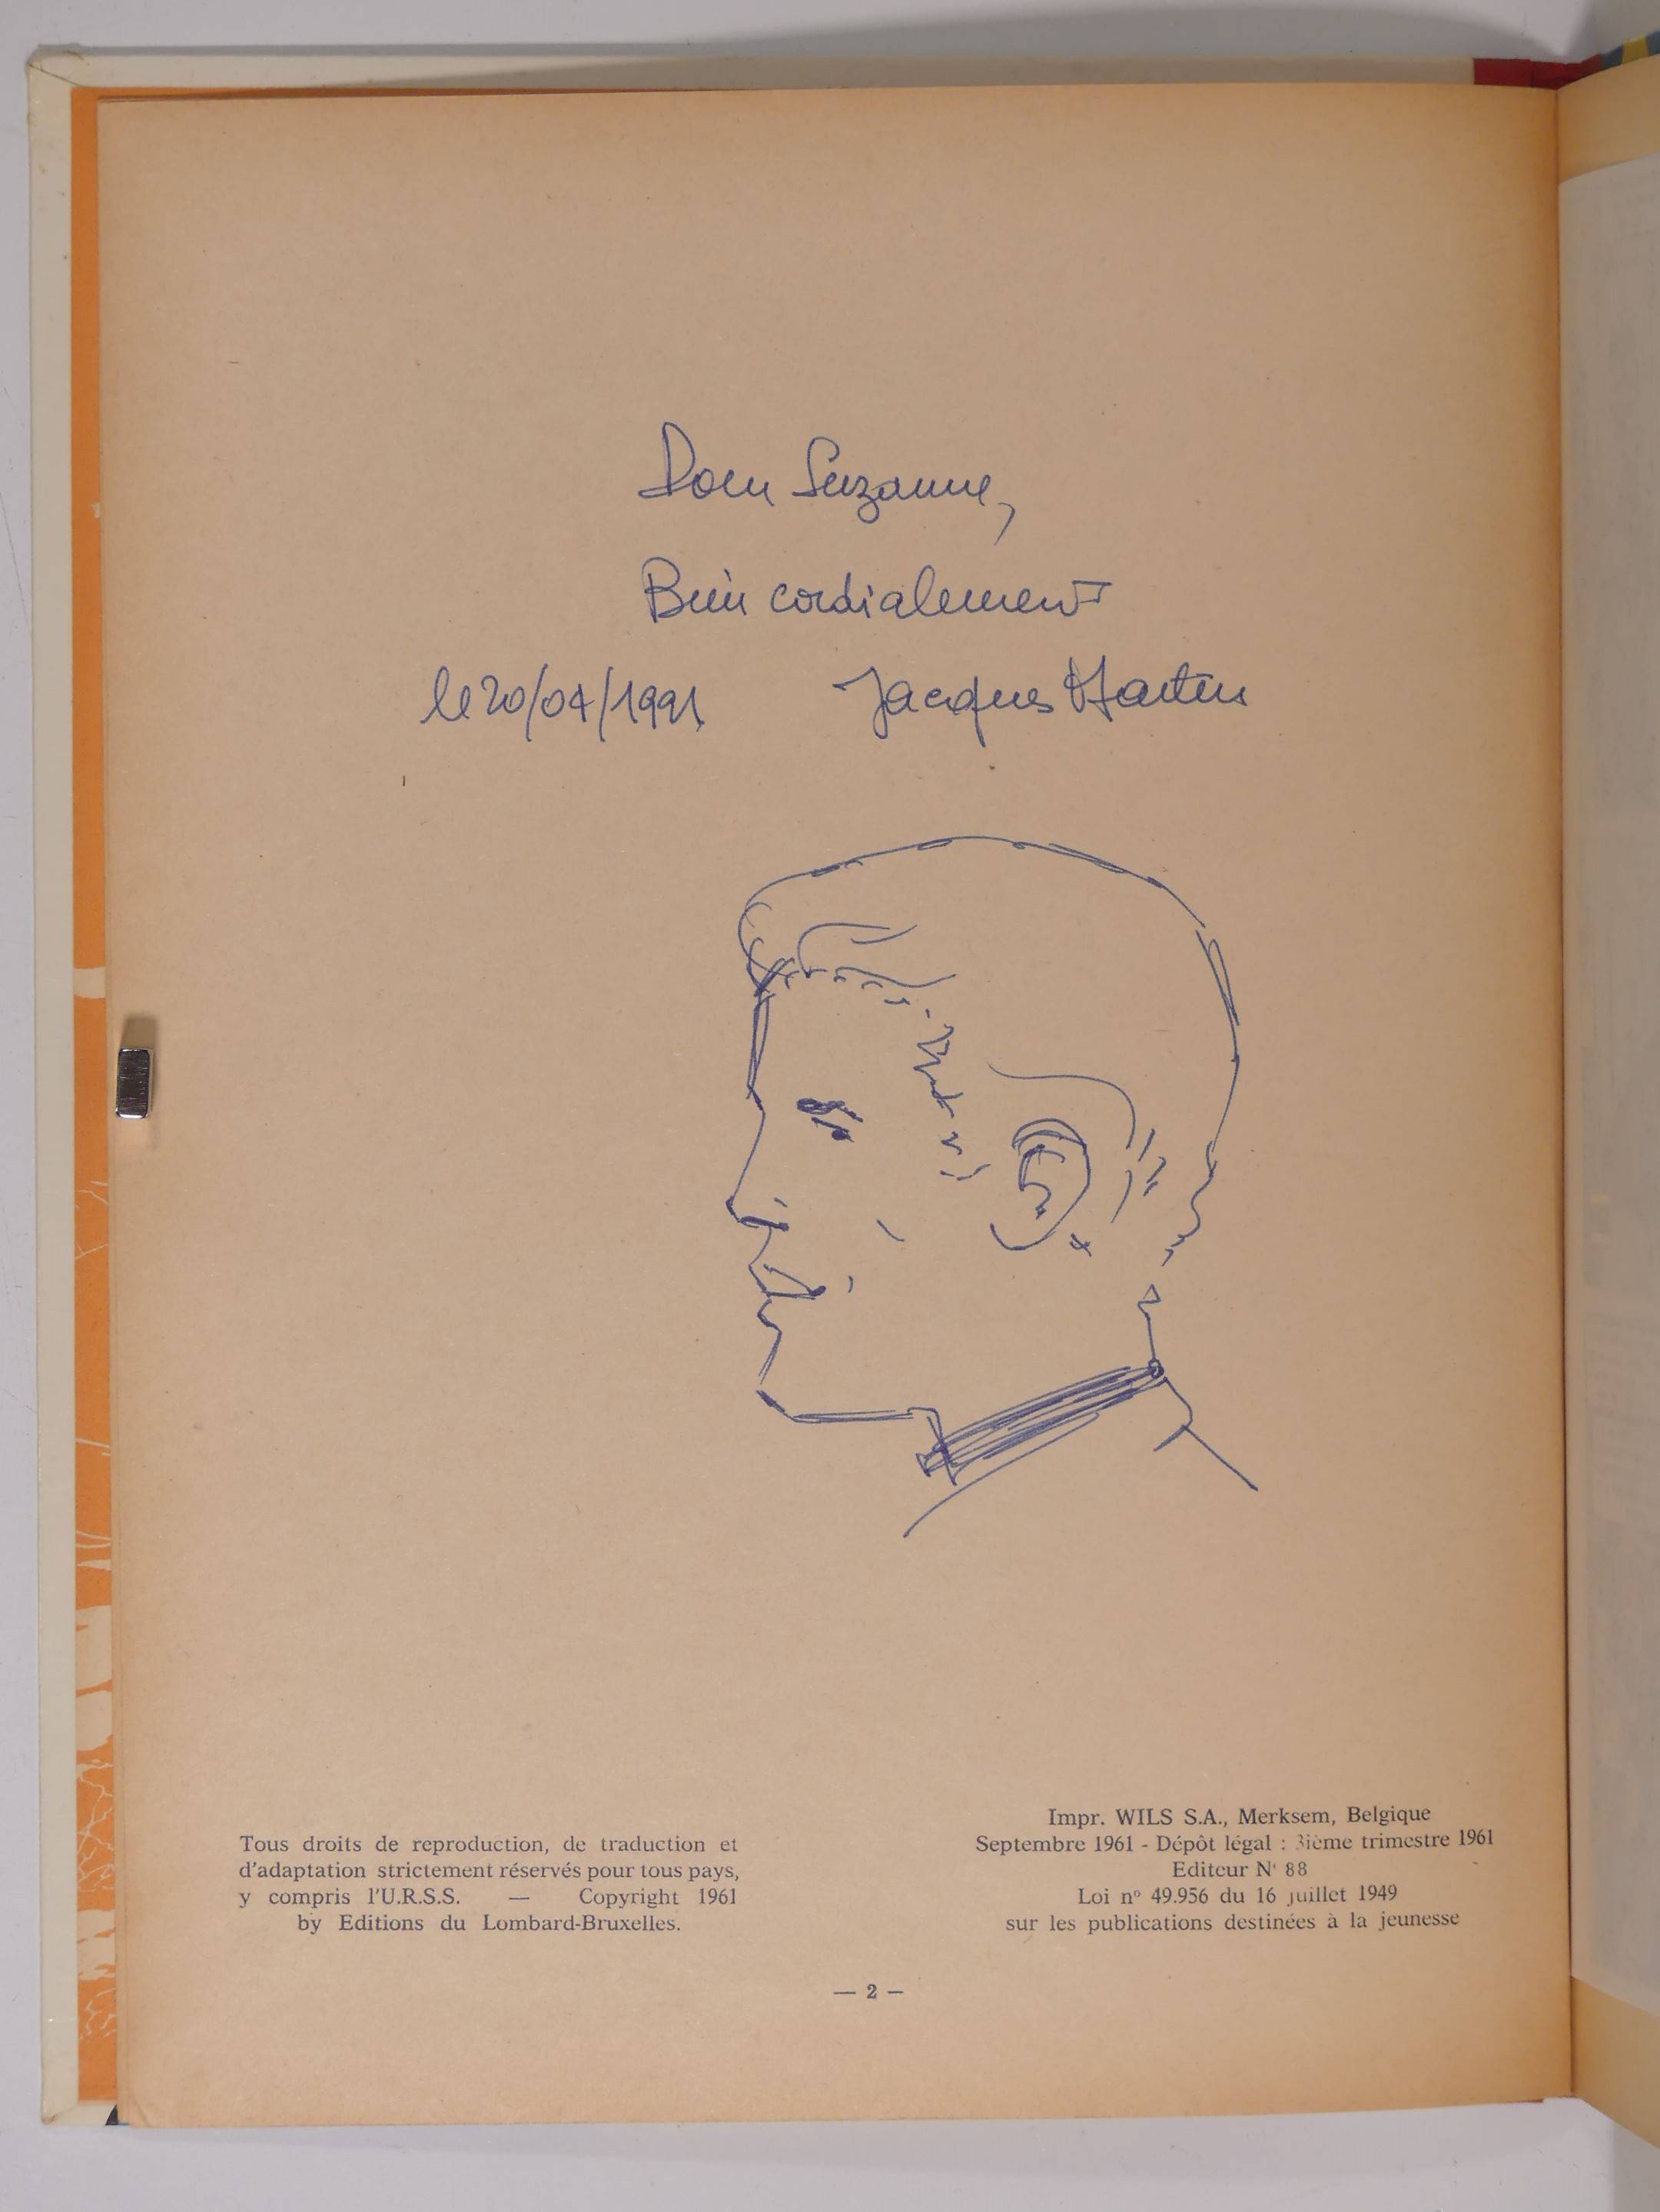 Pour Suzanne,
Bien cordialement
le 20/04/1991 Jacques Martin
Tous droits de reproduction, de traduction et
d'adaptation strictement réservés pour tous pays,
y compris l'U.R.S.S. — Copyright 1961
by Editions du Lombard-Bruxelles.
Impr. WILS S.A., Merksem, Belgique
Septembre 1961 - Dépôt légal : 3ième trimestre 1961
Editeur N' 88
Loi nº 49.956 du 16 juillet 1949
sur les publications destinées à la jeunesse
— 2 —